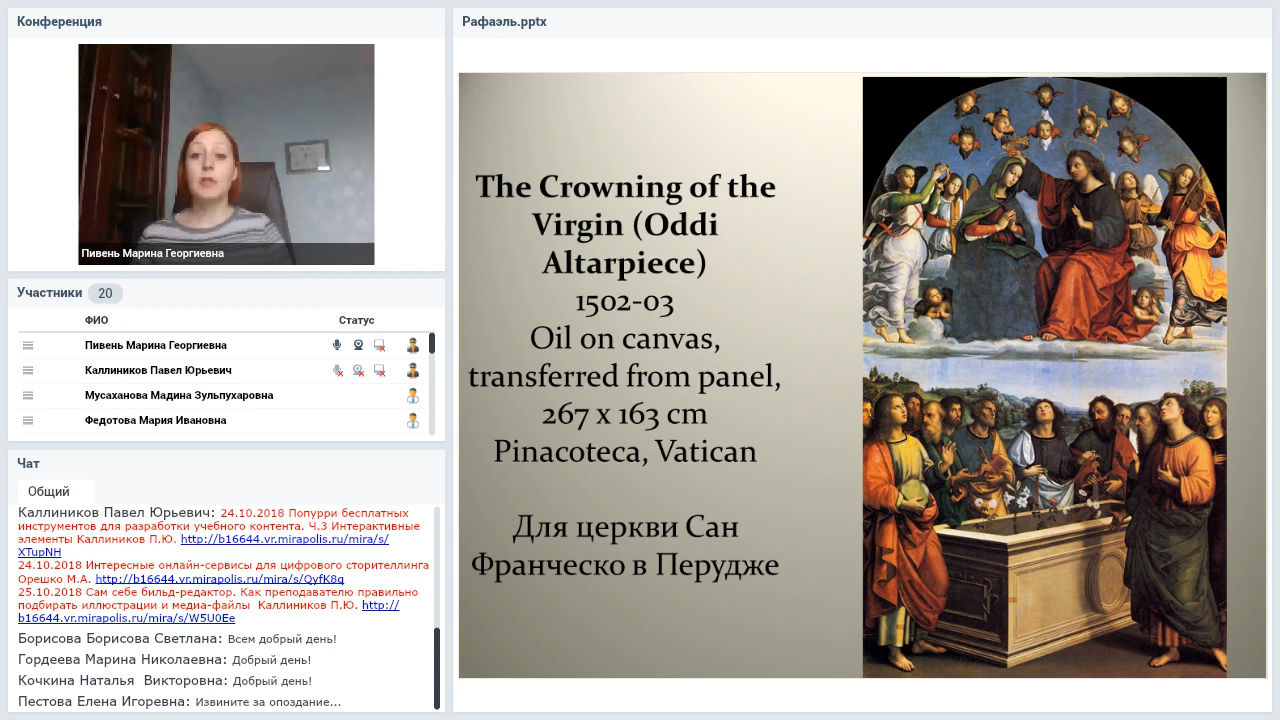 Конференция
Пивень Марина Георгиевна
Участники 20
ФИО Статус
Пивень Марина Георгиевна
Каллиников Павел Юрьевич
Мусаханова Мадина Зульпухаровна
Федотова Мария Ивановна
Чат
Общий
Каллиников Павел Юрьевич: 24.10.2018 Попурри бесплатных
инструментов для разработки учебного контента. Ч.3 Интерактивные
элементы Каллиников П.Ю. http://b16644.vr.mirapolis.ru/mira/s/
XTupNH
24.10.2018 Интересные онлайн-сервисы для цифрового сторителлинга
Орешко М.А. http://b16644.vr.mirapolis.ru/mira/s/QyfK8q
25.10.2018 Сам себе бильд-редактор. Как преподавателю правильно
подбирать иллюстрации и медиа-файлы Каллиников П.Ю. http://
b16644.vr.mirapolis.ru/mira/s/W5U0Ee
Борисова Борисова Светлана: Всем добрый день!
Гордеева Марина Николаевна: Добрый день!
Кочкина Наталья Викторовна: Добрый день!
Пестова Елена Игоревна: Извините за опоздание...
Рафаэль.pptx
The Crowning of the
Virgin (Oddi
Altarpiece)
1502-03
Oil on canvas,
transferred from panel,
267 x 163 cm
Pinacoteca, Vatican
Для церкви Сан
Франческо в Перудже